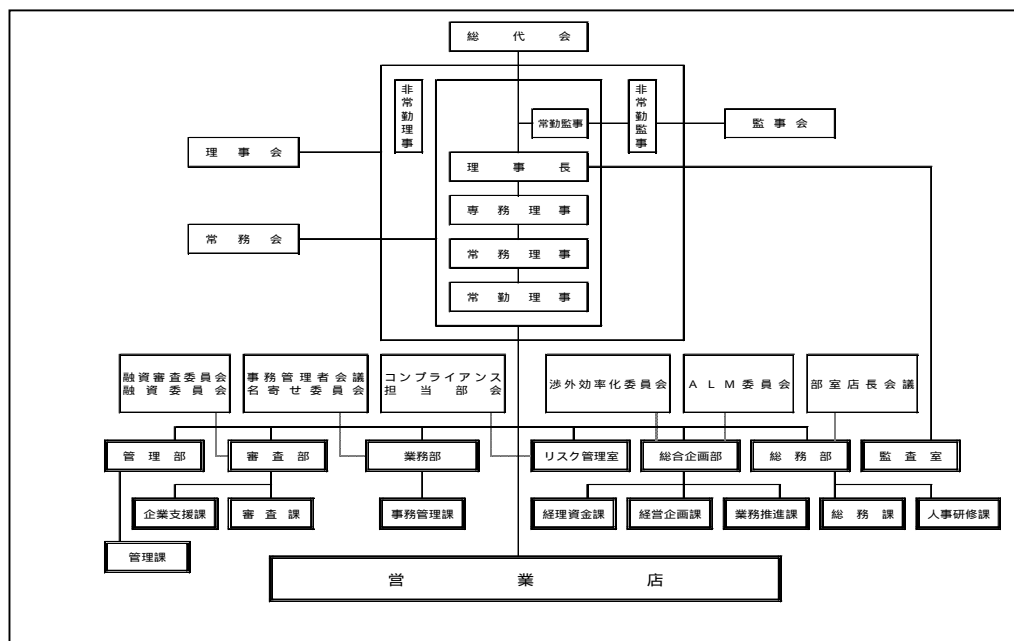 総代会
非常勤理事
常勤監事
非常勤監事
監事会
理事会
理事長
専務理事
常務会
常務理事
常勤理事
融資審査委員会
融資委員会
事務管理者会議
名寄せ委員会
コンプライアンス
担当部会
渉外効率化委員会
ALM委員会
部室店長会議
管理部
審査部
業務部
リスク管理室
総合企画部
総務部
監査室
企業支援課
審査課
事務管理課
経理資金課
経営企画課
業務推進課
総務課
人事研修課
管理課
営業店